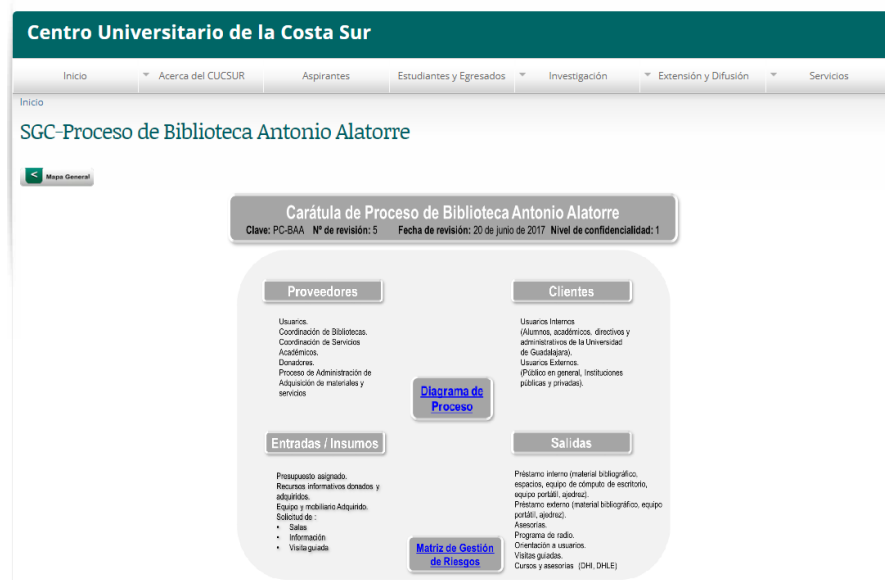 Centro Universitario de la Costa Sur
Inicio
Acerca del CUCSUR
Aspirantes
Estudiantes y Egresados
Investigación
Extensión y Difusión
Servicios
Inicio
SGC-Proceso de Biblioteca Antonio Alatorre
< Mapa General
Carátula de Proceso de Biblioteca Antonio Alatorre
Clave: PC-BAA Nº de revisión: 5 Fecha de revisión: 20 de junio de 2017 Nivel de confidencialidad: 1
Proveedores
Usuarios.
Coordinación de Bibliotecas.
Coordinación de Servicios
Académicos.
Donadores.
Proceso de Administración de
Adquisición de materiales y
servicios
Clientes
Usuarios Internos
(Alumnos, académicos, directivos y
administrativos de la Universidad
de Guadalajara).
Usuarios Externos.
(Público en general, Instituciones
públicas y privadas).
Diagrama de
Proceso
Entradas / Insumos
Presupuesto asignado.
Recursos informativos donados y
adquiridos.
Equipo y mobiliario Adquirido.
Solicitud de :
• Salas
• Información
• Visita guiada
Salidas
Préstamo interno (material bibliográfico,
espacios, equipo de cómputo de escritorio,
equipo portátil, ajedrez).
Préstamo externo (material bibliográfico, equipo
portátil, ajedrez).
Asesorías.
Programa de radio.
Orientación a usuarios.
Visitas guiadas.
Cursos y asesorías (DHI, DHLE)
Matriz de Gestión
de Riesgos